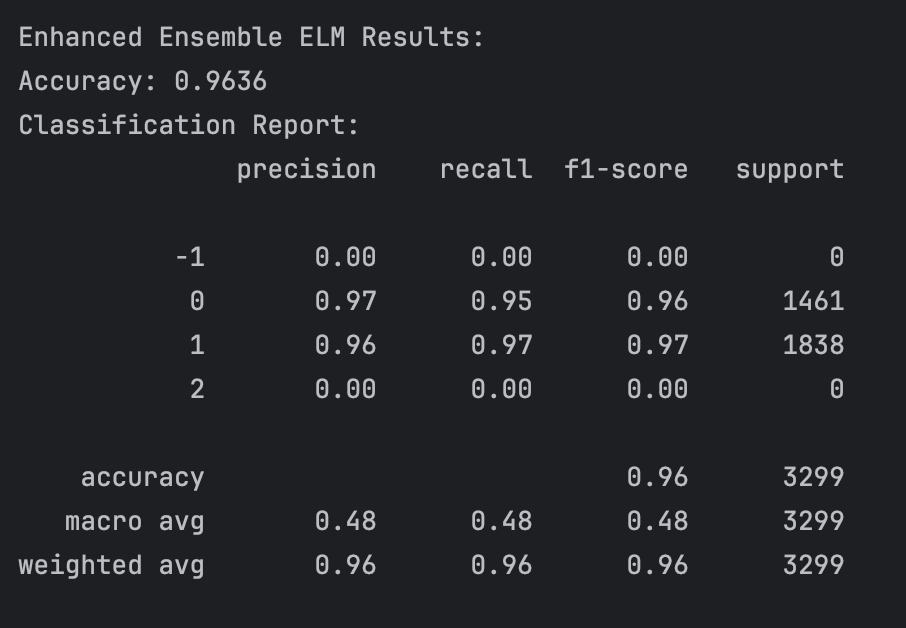 Enhanced Ensemble ELM Results:
Accuracy: 0.9636
Classification Report:
precision recall f1-score support
-1 0.00 0.00 0.00 0
0 0.97 0.95 0.96 1461
1 0.96 0.97 0.97 1838
2 0.00 0.00 0.00 0
accuracy 0.96 3299
macro avg 0.48 0.48 0.48 3299
weighted avg 0.96 0.96 0.96 3299